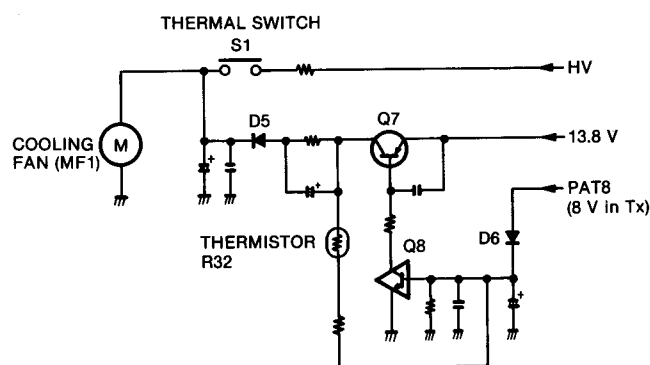 THERMAL SWITCH
S1
HV
D5
Q7
13.8 V
COOLING
FAN (MF1)
M
+
+
PAT8
(8 V in Tx)
D6
THERMISTOR
R32
Q8
+